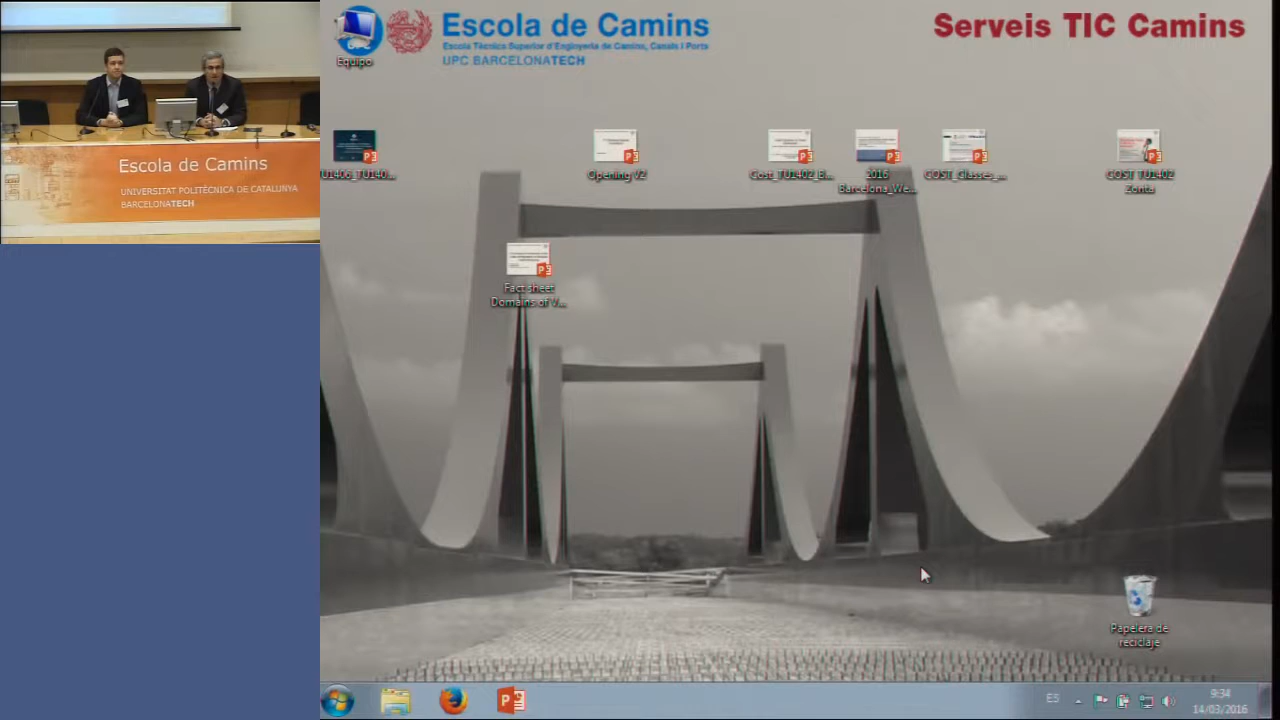 Escola de Camins
Escola Tècnica Superior d'Enginyeria de Camins, Canals i Ports
UPC BARCELONATECH
Serveis TIC Camins
Equipo
TU1406_TU140...
Opening V2
Cost_TU1402_B...
2016
Barcelona_We...
COST_Glasses_...
COST TU1402
Zonta
Fact sheet
Domains of V...
Escola de Camins
UNIVERSITAT POLITÈCNICA DE CATALUNYA
BARCELONATECH
Papelera de
reciclaje
ES
9:34
14/03/2016